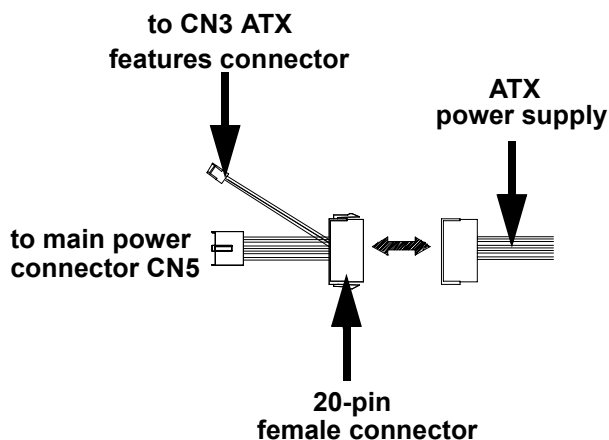 to CN3 ATX
features connector
ATX
power supply
to main power
connector CN5
20-pin
female connector